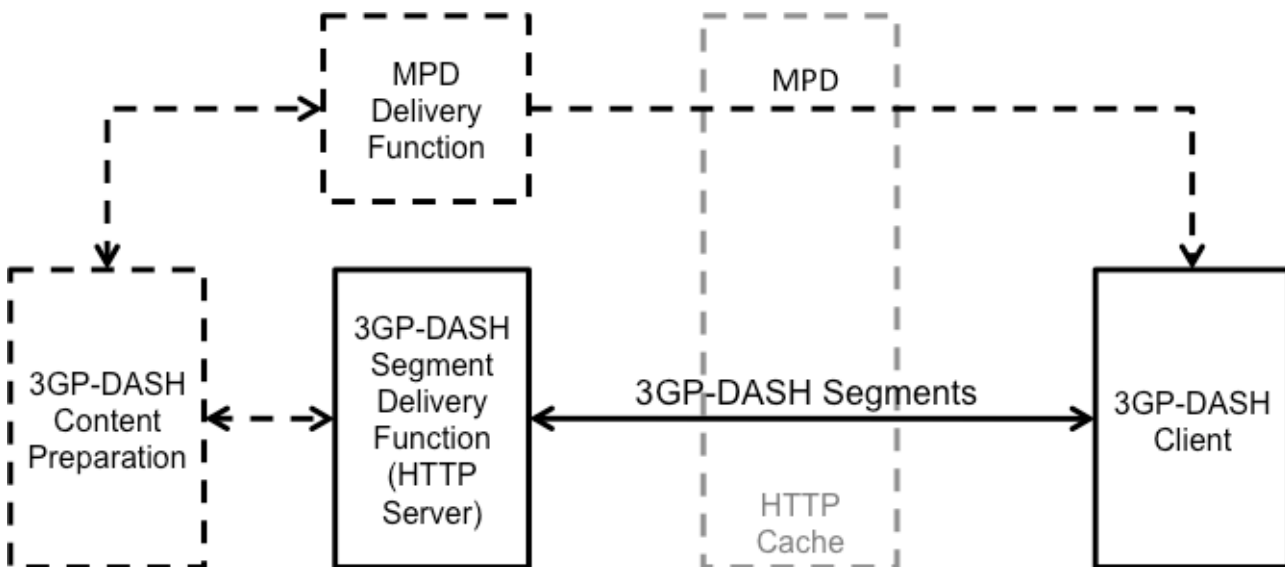 MPD
Delivery
Function
MPD
3GP-DASH
Content
Preparation
3GP-DASH
Segment
Delivery
Function
(HTTP
Server)
3GP-DASH Segments
HTTP
Cache
3GP-DASH
Client